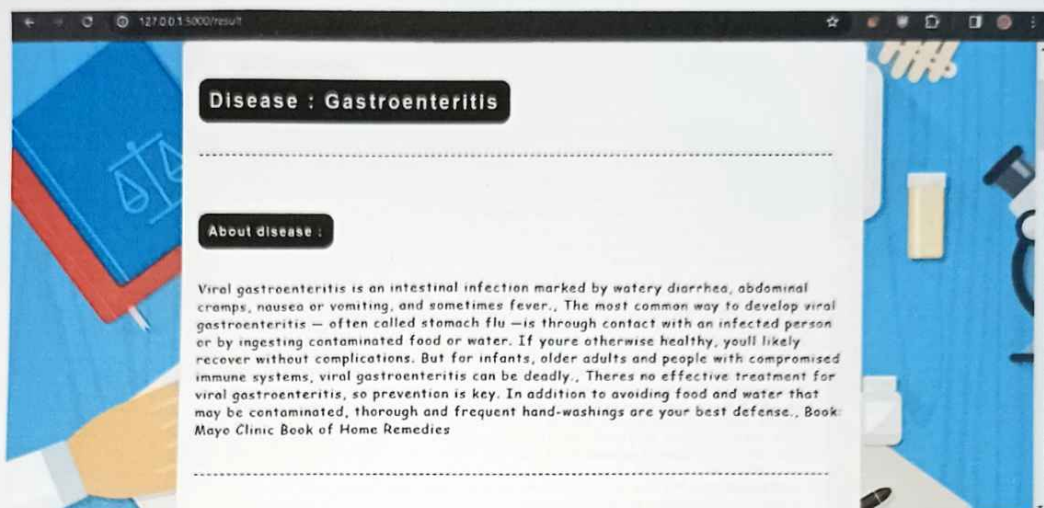 127.0.0.1:5000/result
Disease : Gastroenteritis
About disease :
Viral gastroenteritis is an intestinal infection marked by watery diarrhea, abdominal
cramps, nausea or vomiting, and sometimes fever., The most common way to develop viral
gastroenteritis — often called stomach flu —is through contact with an infected person
or by ingesting contaminated food or water. If youre otherwise healthy, youll likely
recover without complications. But for infants, older adults and people with compromised
immune systems, viral gastroenteritis can be deadly., Theres no effective treatment for
viral gastroenteritis, so prevention is key. In addition to avoiding food and water that
may be contaminated, thorough and frequent hand-washings are your best defense., Book:
Mayo Clinic Book of Home Remedies